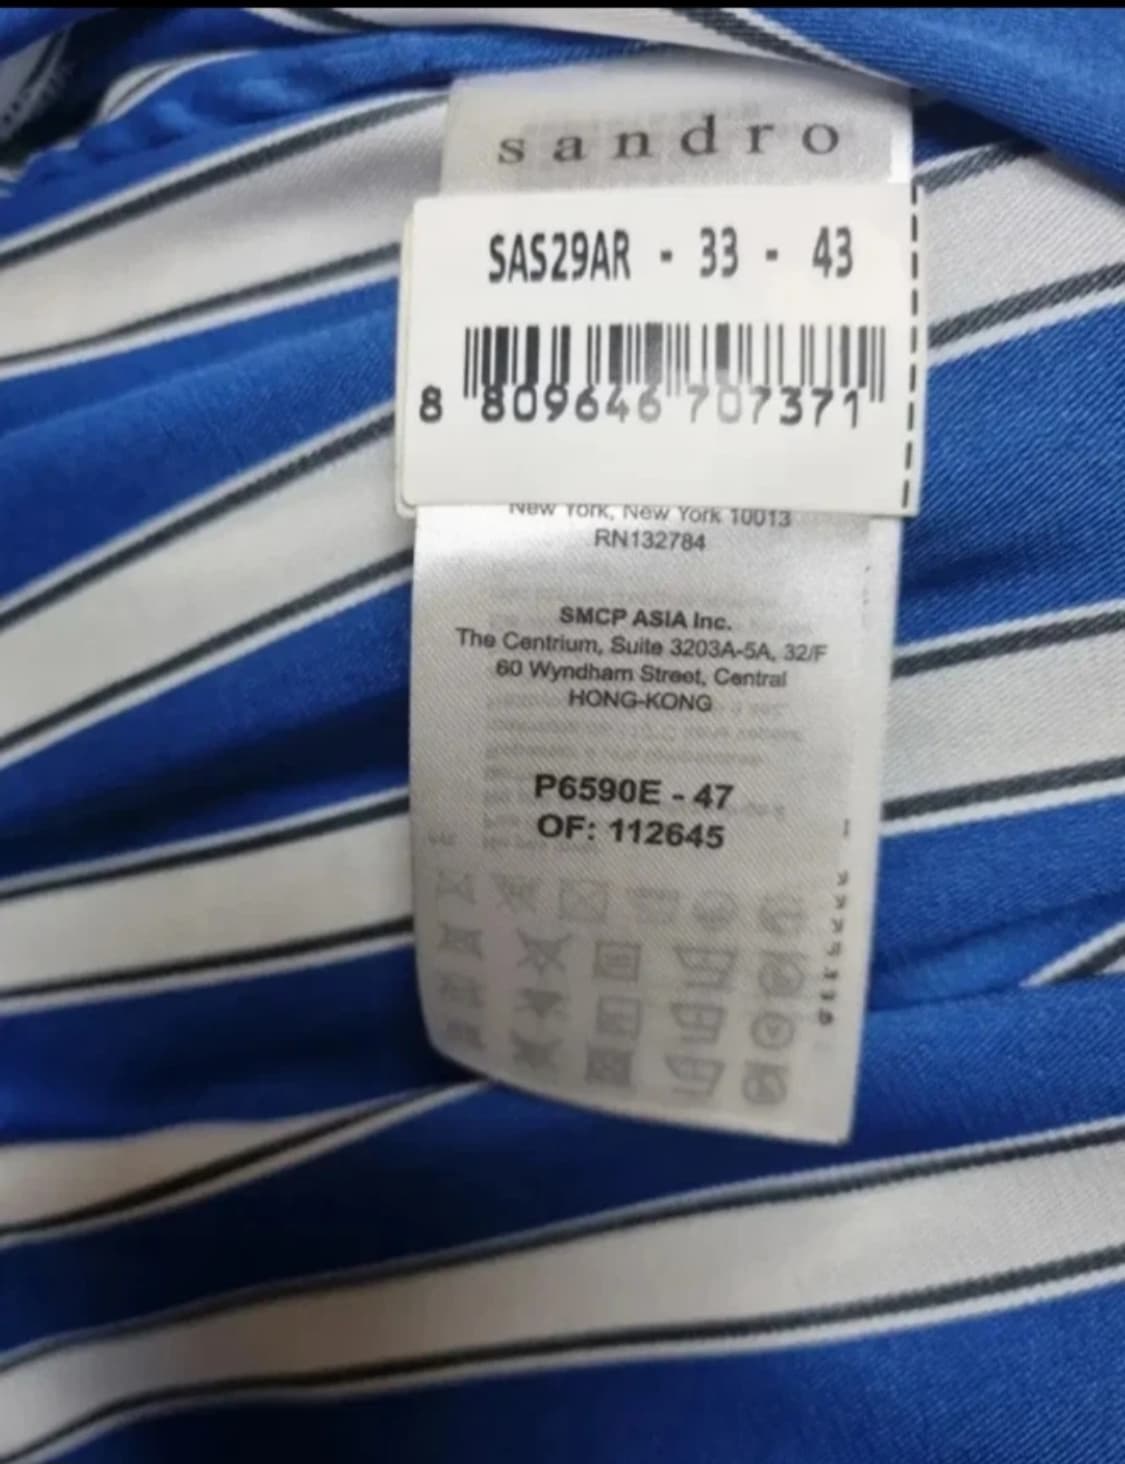 sandro
SAS29AR - 33 - 43
8 809646 707371
New York, New York 10013
RN132784
SMCP ASIA Inc.
The Centrium, Suite 3203A-5A, 32/F
60 Wyndham Street, Central
HONG-KONG
P6590E - 47
OF: 112645